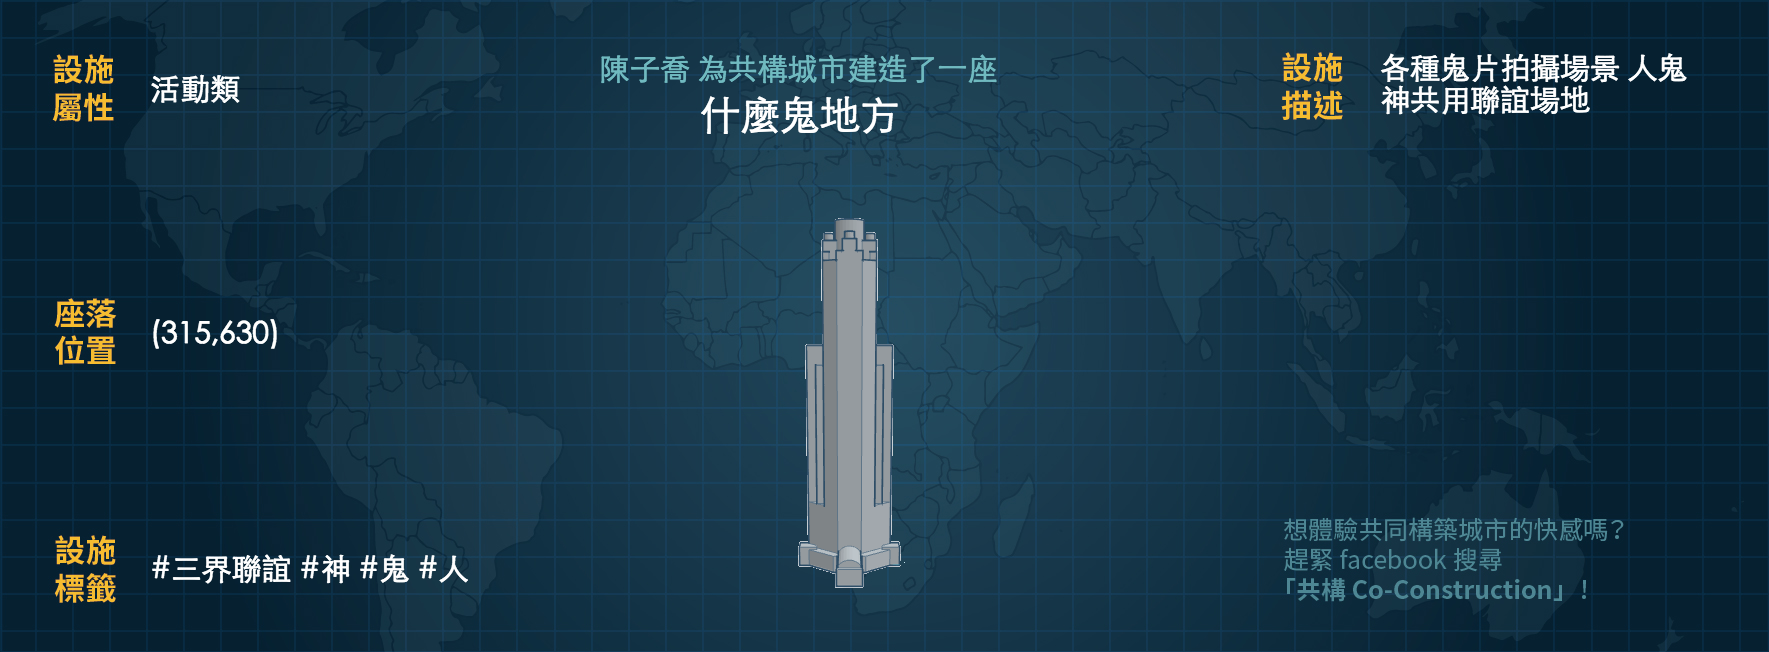 設施
屬性
活動類
陳子喬 為共構城市建造了一座
什麼鬼地方
設施
描述
各種鬼片拍攝場景 人鬼
神共用聯誼場地
座落
位置
(315,630)
設施
標籤
#三界聯誼 #神 #鬼 #人
想體驗共同構築城市的快感嗎?
趕緊 facebook 搜尋
「共構 Co-Construction」!